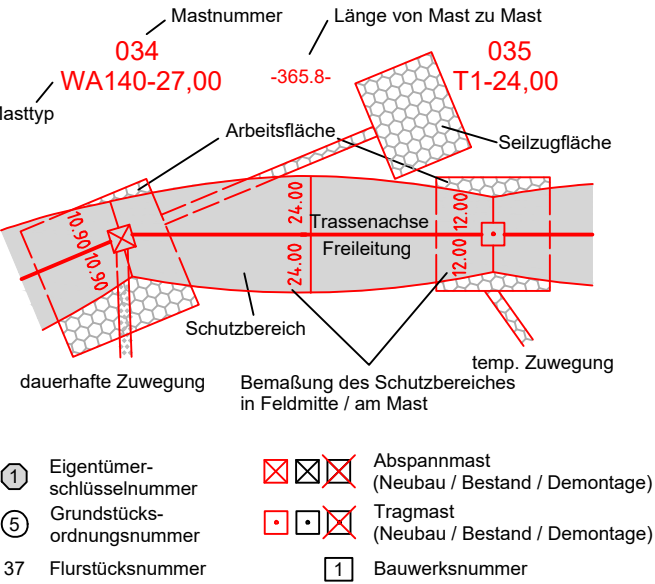 Mastnummer
Länge von Mast zu Mast
034
035
WA140-27,00
-365.8-
T1-24,00
Arbeitsfläche
Seilzugfläche
10.90
10.90
24.00
24.00
Trassenachse
Freileitung
12.00
12.00
Schutzbereich
dauerhafte Zuwegung
Bemaßung des Schutzbereiches
in Feldmitte / am Mast
temp. Zuwegung
1
Eigentümer-
schlüsselnummer
Abspannmast
(Neubau / Bestand / Demontage)
5
Grundstücks-
ordnungsnummer
Tragmast
(Neubau / Bestand / Demontage)
37 Flurstücksnummer
1 Bauwerksnummer